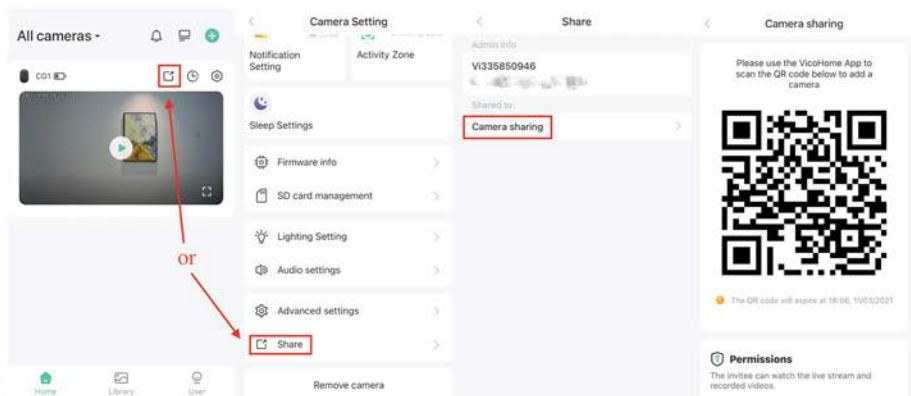 All cameras
CG1
or
Home
Library
User
Camera Setting
Notification
Setting
Activity Zone
Sleep Settings
Firmware info
SD card management
Lighting Setting
Audio settings
Advanced settings
Share
Remove camera
Share
Admin info
Vi335850946
Shared to:
Camera sharing
Camera sharing
Please use the VicoHome App to
scan the QR code below to add a
camera
The QR code will expire at 16:56, 11/03/2021
Permissions
The invitee can watch the live stream and
recorded videos.